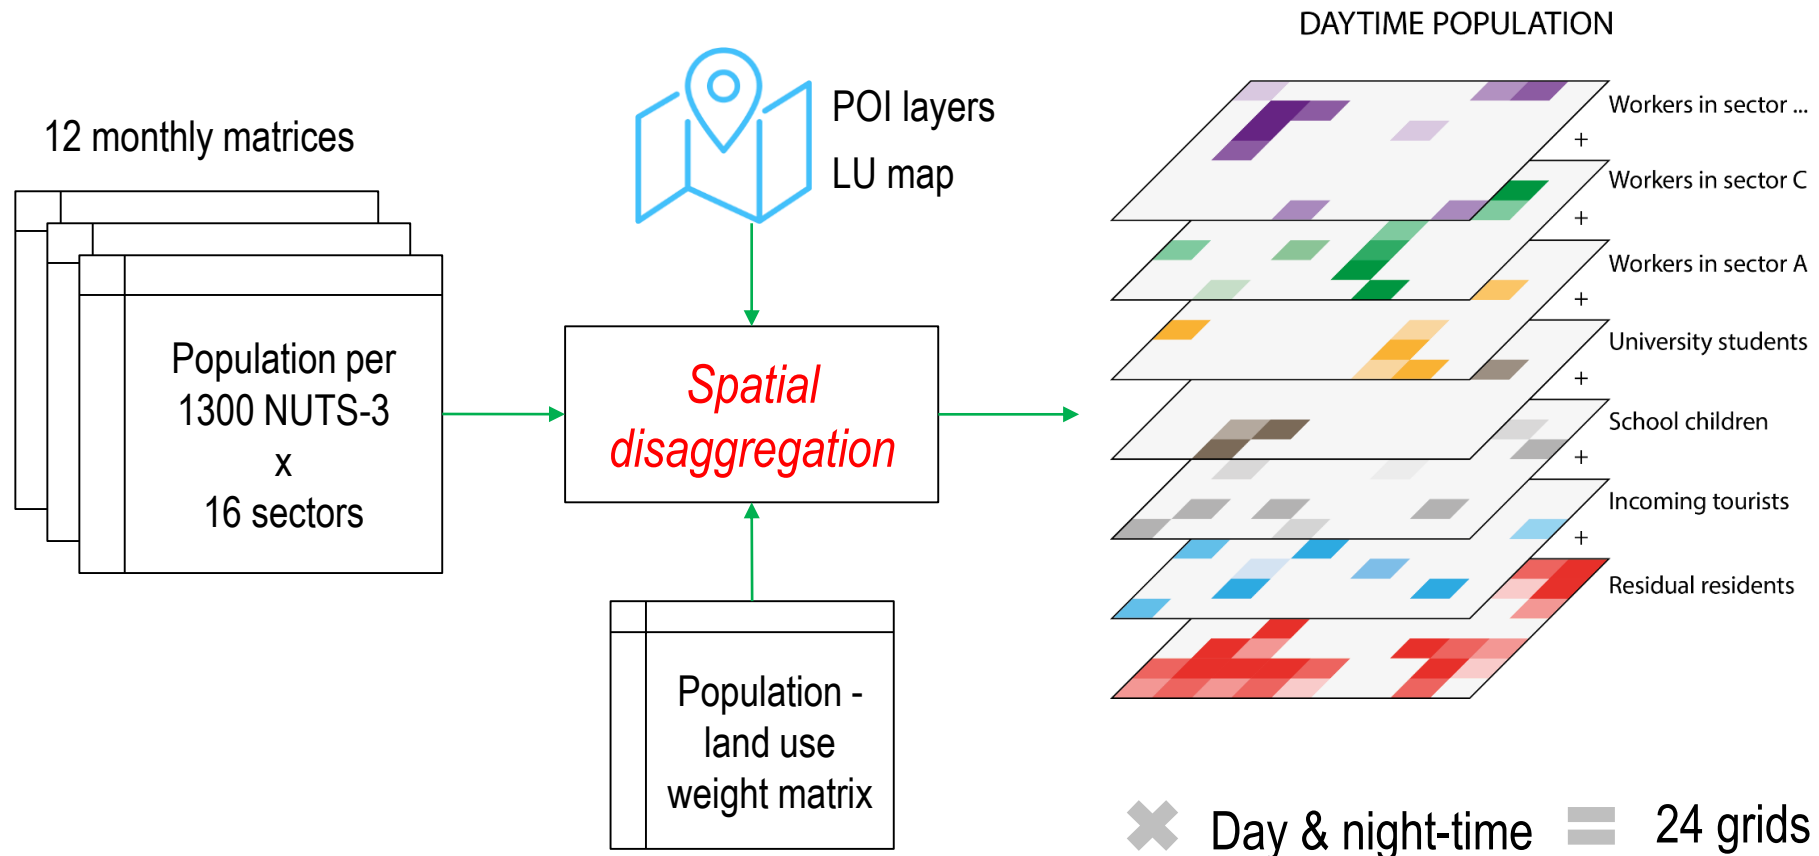 DAYTIME POPULATION
12 monthly matrices
Population per
1300 NUTS-3
x
16 sectors
POI layers
LU map
Spatial
disaggregation
Population -
land use
weight matrix
Workers in sector ...
+
Workers in sector C
+
Workers in sector A
+
University students
+
School children
+
Incoming tourists
+
Residual residents
Day & night-time = 24 grids